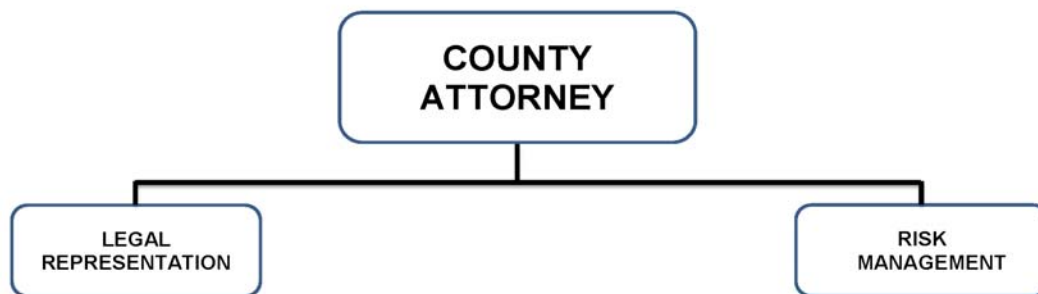 COUNTY
ATTORNEY
LEGAL
REPRESENTATION
RISK
MANAGEMENT